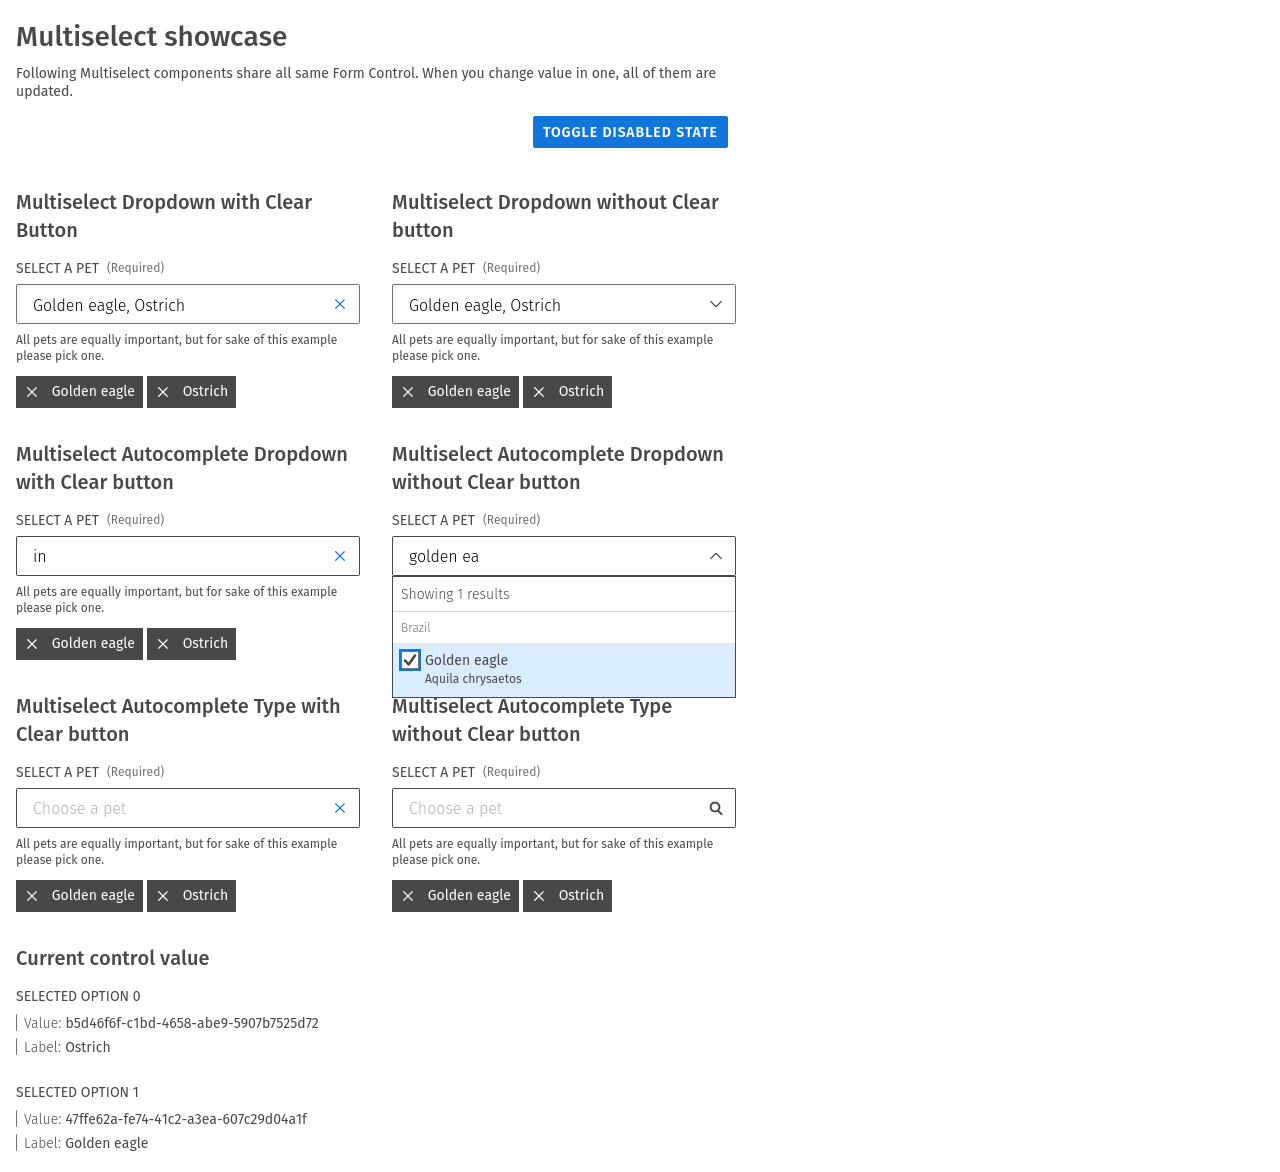 Multiselect showcase
Following Multiselect components share all same Form Control. When you change value in one, all of them are
updated.
TOGGLE DISABLED STATE
Multiselect Dropdown with Clear
Button
SELECT A PET (Required)
Golden eagle, Ostrich
All pets are equally important, but for sake of this example
please pick one.
Golden eagle
Ostrich
Multiselect Dropdown without Clear
button
SELECT A PET (Required)
Golden eagle, Ostrich
All pets are equally important, but for sake of this example
please pick one.
Golden eagle
Ostrich
Multiselect Autocomplete Dropdown
with Clear button
SELECT A PET (Required)
in
All pets are equally important, but for sake of this example
please pick one.
Golden eagle
Ostrich
Multiselect Autocomplete Dropdown
without Clear button
SELECT A PET (Required)
golden ea
Showing 1 results
Brazil
Golden eagle
Aquila chrysaetos
Multiselect Autocomplete Type with
Clear button
SELECT A PET (Required)
Choose a pet
All pets are equally important, but for sake of this example
please pick one.
Golden eagle
Ostrich
Multiselect Autocomplete Type
without Clear button
SELECT A PET (Required)
Choose a pet
All pets are equally important, but for sake of this example
please pick one.
Golden eagle
Ostrich
Current control value
SELECTED OPTION 0
Value: b5d46f6f-c1bd-4658-abe9-5907b7525d72
Label: Ostrich
SELECTED OPTION 1
Value: 47ffe62a-fe74-41c2-a3ea-607c29d04a1f
Label: Golden eagle